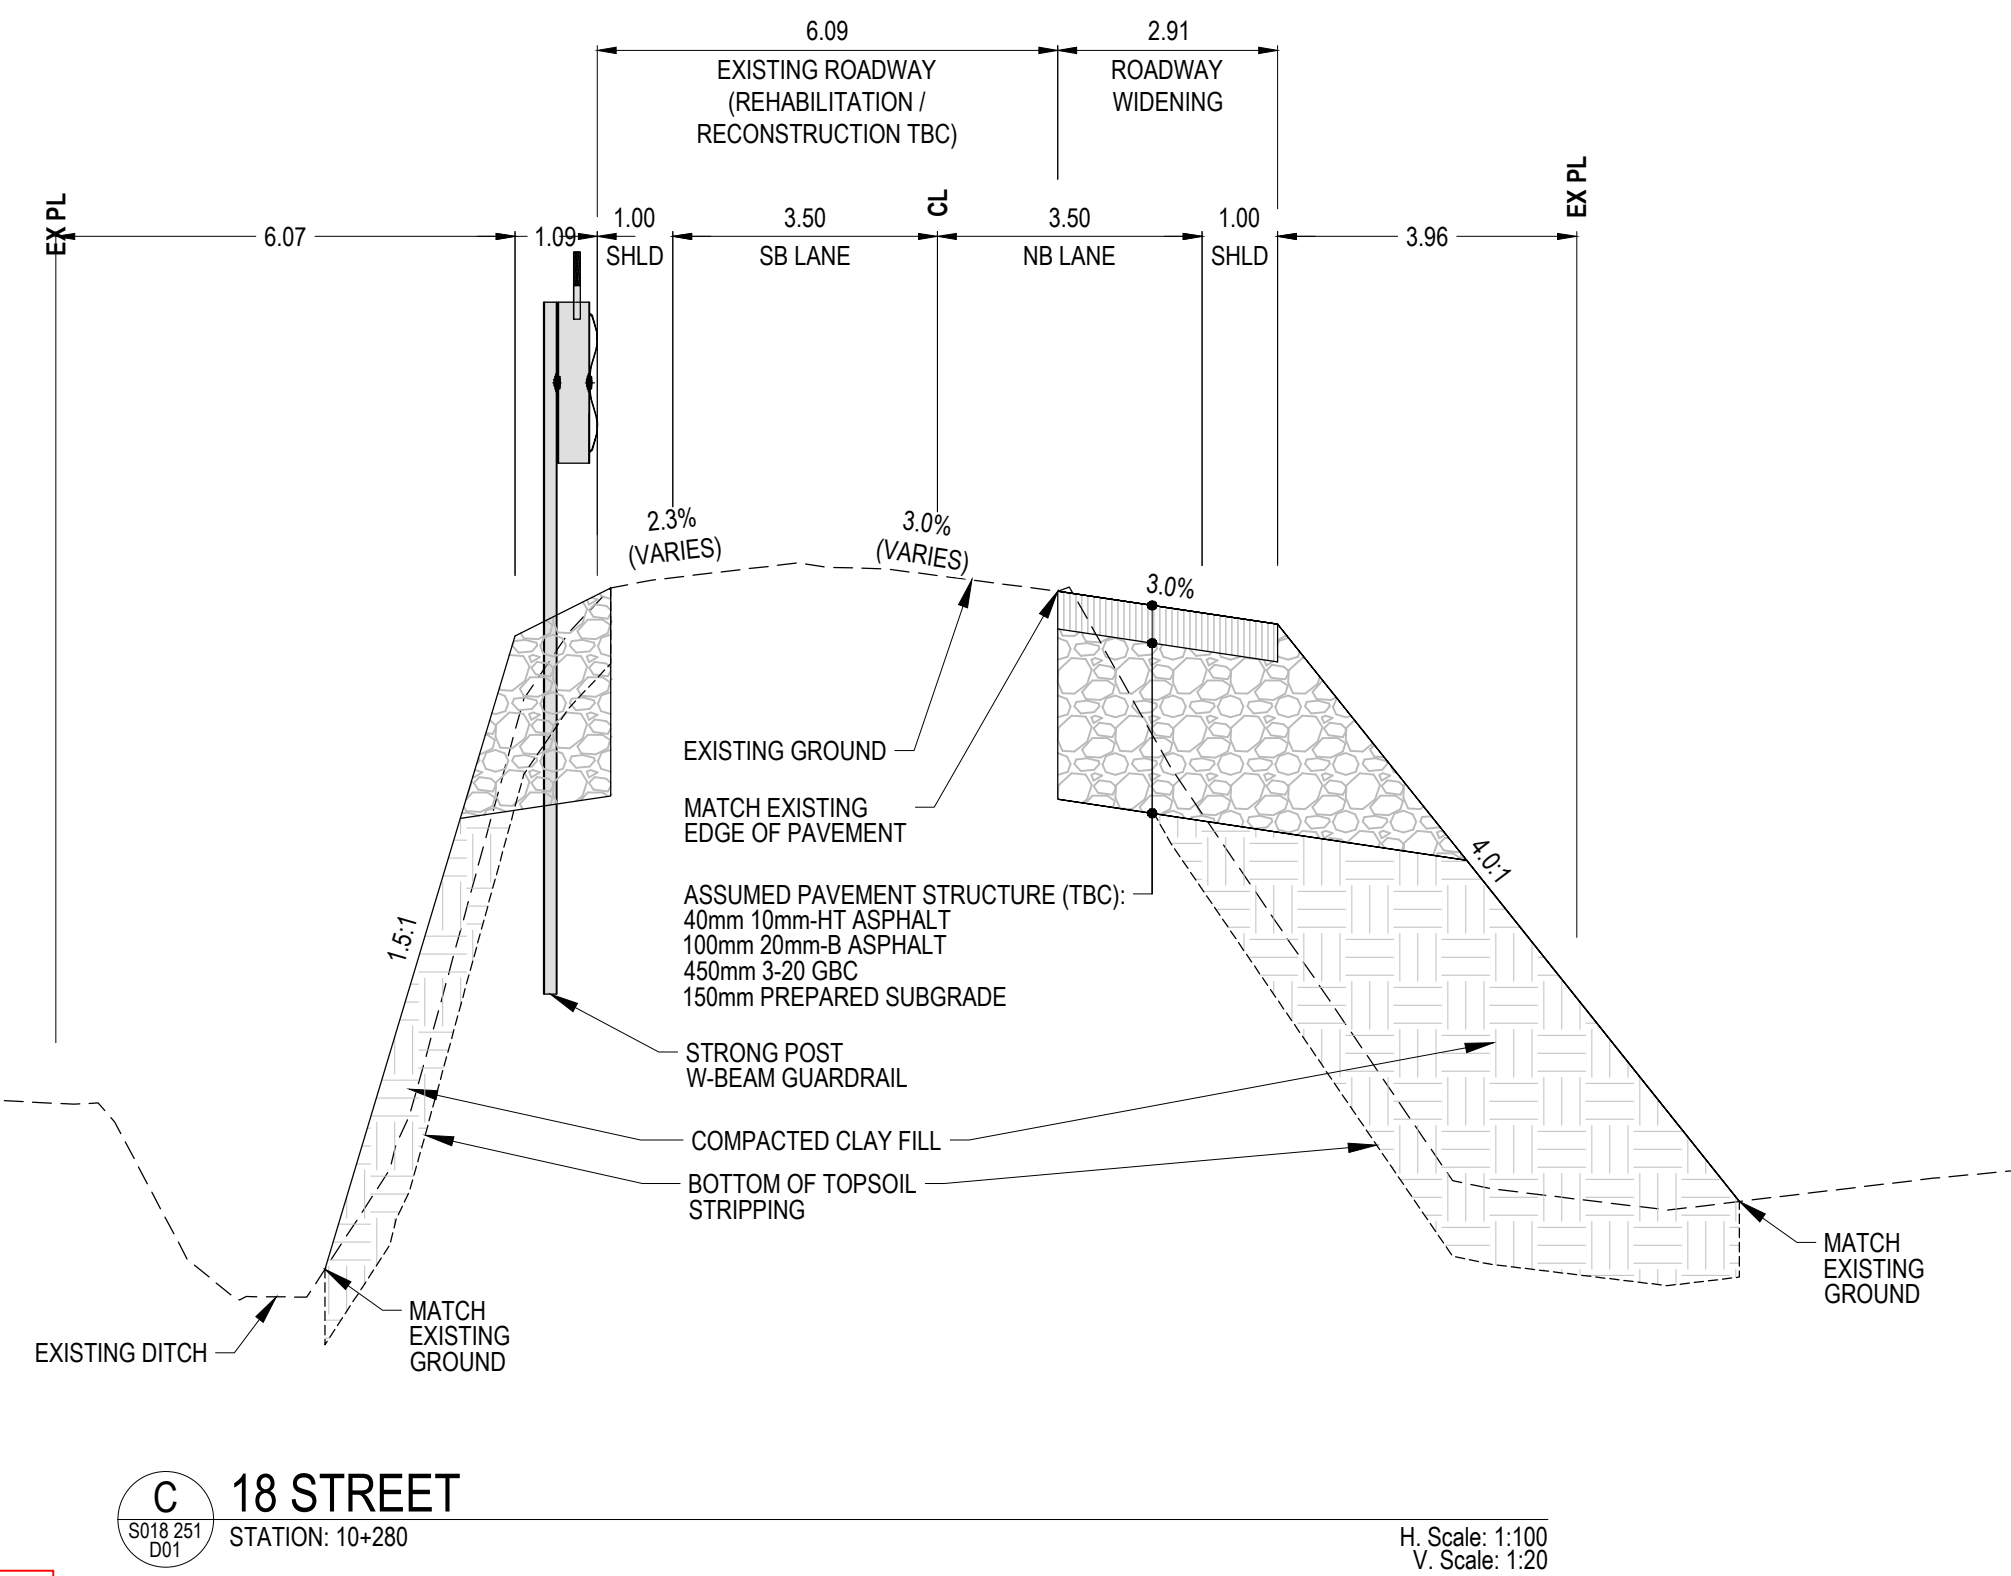 6.09
2.91
EXISTING ROADWAY
(REHABILITATION /
RECONSTRUCTION TBC)
ROADWAY
WIDENING
EX PL
CL
EX PL
6.07
1.09
1.00
SHLD
3.50
SB LANE
3.50
NB LANE
1.00
SHLD
3.96
2.3%
(VARIES)
3.0%
(VARIES)
3.0%
EXISTING GROUND
MATCH EXISTING
EDGE OF PAVEMENT
4.0:1
ASSUMED PAVEMENT STRUCTURE (TBC):
40mm 10mm-HT ASPHALT
100mm 20mm-B ASPHALT
450mm 3-20 GBC
150mm PREPARED SUBGRADE
1.5:1
STRONG POST
W-BEAM GUARDRAIL
COMPACTED CLAY FILL
BOTTOM OF TOPSOIL
STRIPPING
MATCH
EXISTING
GROUND
MATCH
EXISTING
GROUND
EXISTING DITCH
C
S018 251
D01
18 STREET
STATION: 10+280
H. Scale: 1:100
V. Scale: 1:20